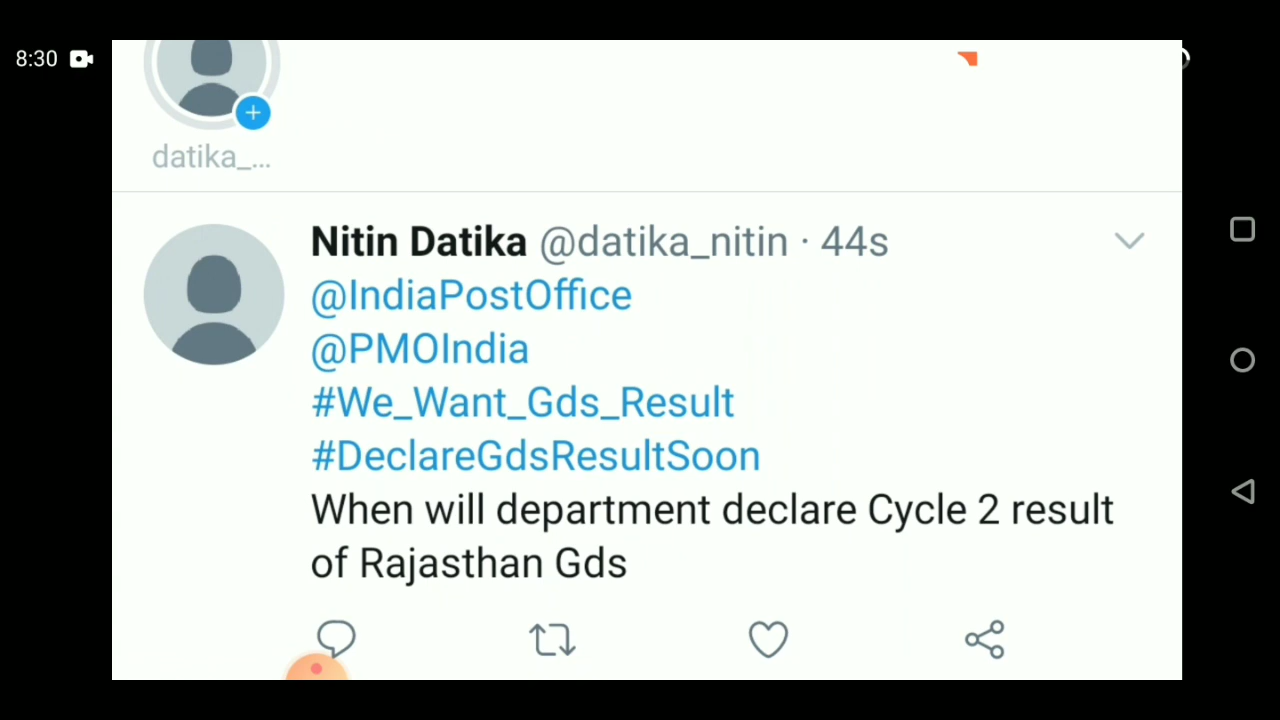 8:30
datika_...
Nitin Datika @datika_nitin · 44s
@IndiaPostOffice
@PMOIndia
#We_Want_Gds_Result
#DeclareGdsResultSoon
When will department declare Cycle 2 result
of Rajasthan Gds